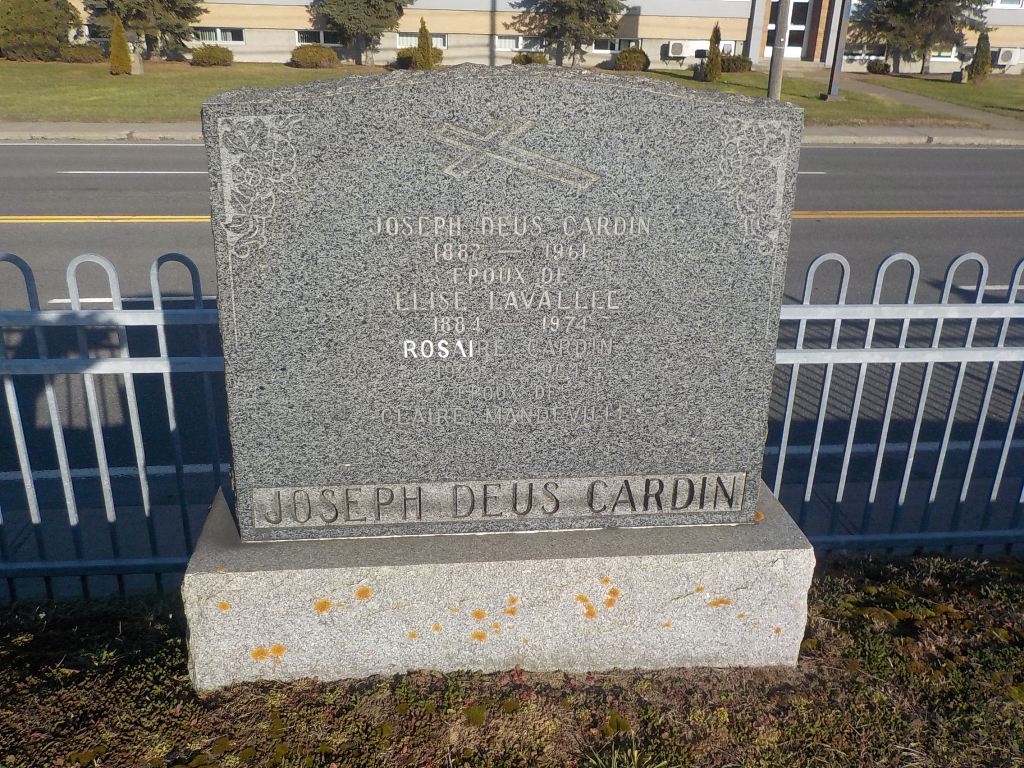 JOSEPH DEUS CARDIN
1887 — 1961
EPOUX DE
ELISE LAVALLEE
1884 — 1974
ROSAIRE CARDIN
EPOUX DE
CLAIRE MANDEVILLE
JOSEPH DEUS CARDIN